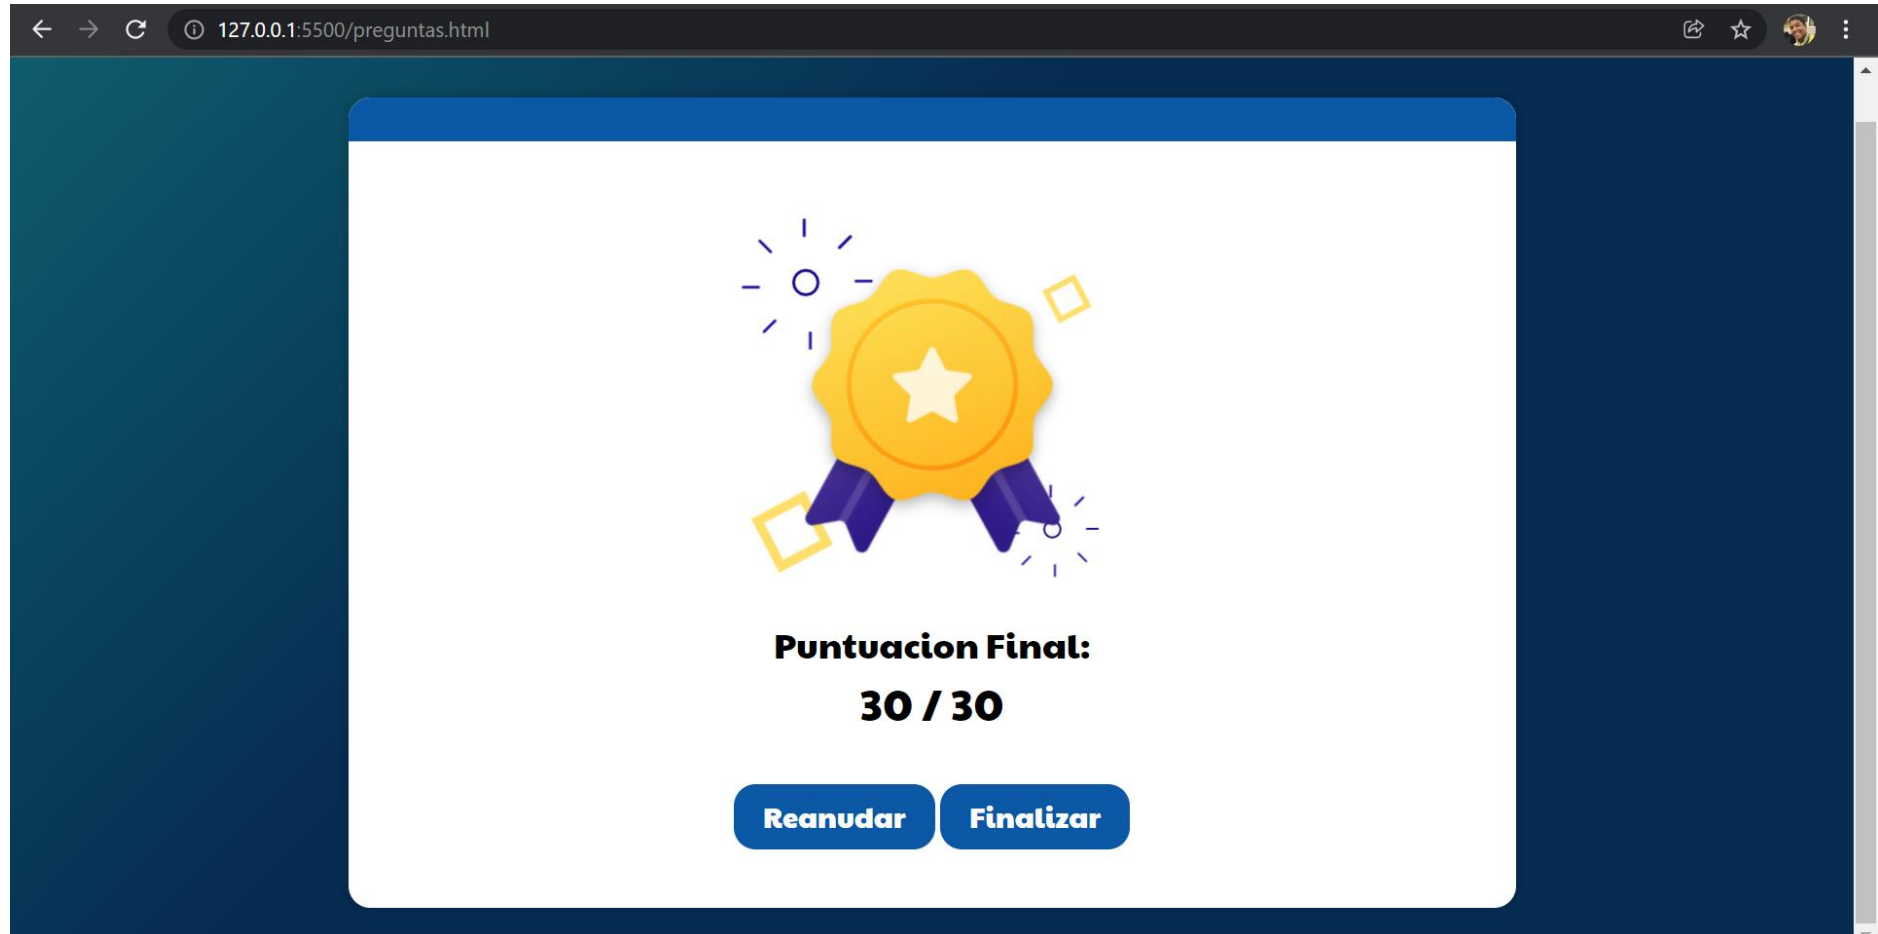 127.0.0.1:5500/preguntas.html
Puntuacion Final:
30 / 30
Reanudar Finalizar